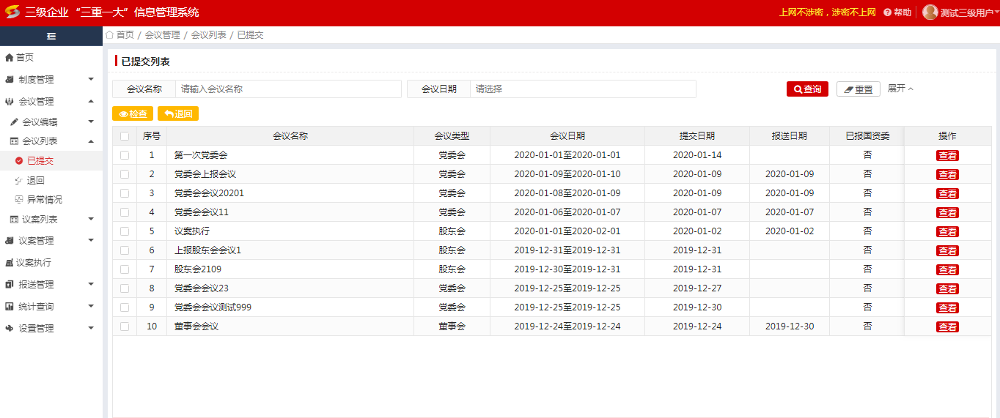 三级企业“三重一大”信息管理系统
上网不涉密，涉密不上网 帮助 测试三级用户
首页 / 会议管理 / 会议列表 / 已提交
首页
制度管理
会议管理
会议编辑
会议列表
已提交
退回
异常情况
议案列表
议案管理
议案执行
报送管理
统计查询
设置管理
已提交列表
会议名称 请输入会议名称 会议日期 请选择 查询 重置 展开
检查 退回
序号 会议名称 会议类型 会议日期 提交日期 报送日期 已报国资委 操作
1 第一次党委会 党委会 2020-01-01至2020-01-01 2020-01-14 否 查看
2 党委会上报会议 党委会 2020-01-09至2020-01-10 2020-01-09 2020-01-09 否 查看
3 党委会会议20201 党委会 2020-01-08至2020-01-09 2020-01-09 2020-01-09 否 查看
4 党委会会议11 党委会 2020-01-06至2020-01-07 2020-01-07 2020-01-07 否 查看
5 议案执行 股东会 2020-01-01至2020-02-01 2020-01-02 2020-01-02 否 查看
6 上报股东会会议1 股东会 2019-12-31至2019-12-31 2019-12-31 否 查看
7 股东会2109 股东会 2019-12-30至2019-12-31 2019-12-31 否 查看
8 党委会会议23 党委会 2019-12-25至2019-12-25 2019-12-27 否 查看
9 党委会会议测试999 党委会 2019-12-25至2019-12-25 2019-12-30 否 查看
10 董事会会议 董事会 2019-12-24至2019-12-24 2019-12-24 2019-12-30 否 查看